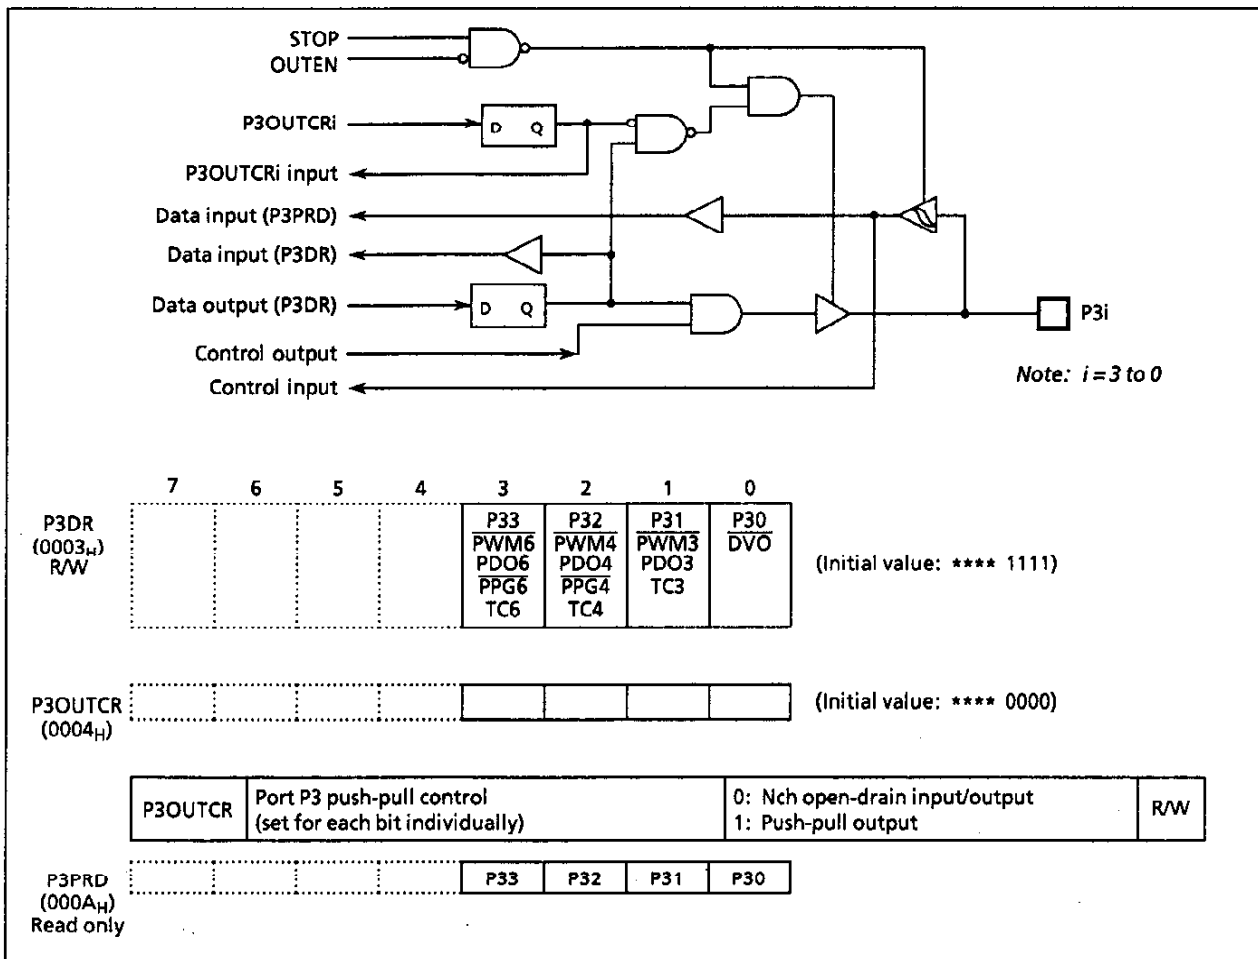 STOP
OUTEN
P3OUTCRi
D Q
P3OUTCRi input
Data input (P3PRD)
Data input (P3DR)
Data output (P3DR)
D Q
P3i
Control output
Control input
Note: i = 3 to 0
7 6 5 4 3 2 1 0
P3DR
(0003H)
R/W
P33
PWM6
PDO6
PPG6
TC6
P32
PWM4
PDO4
PPG4
TC4
P31
PWM3
PDO3
TC3
P30
DVO
(Initial value: **** 1111)
P3OUTCR
(0004H)
(Initial value: **** 0000)
P3OUTCR
Port P3 push-pull control
(set for each bit individually)
0: Nch open-drain input/output
1: Push-pull output
R/W
P3PRD
(000AH)
Read only
P33 P32 P31 P30